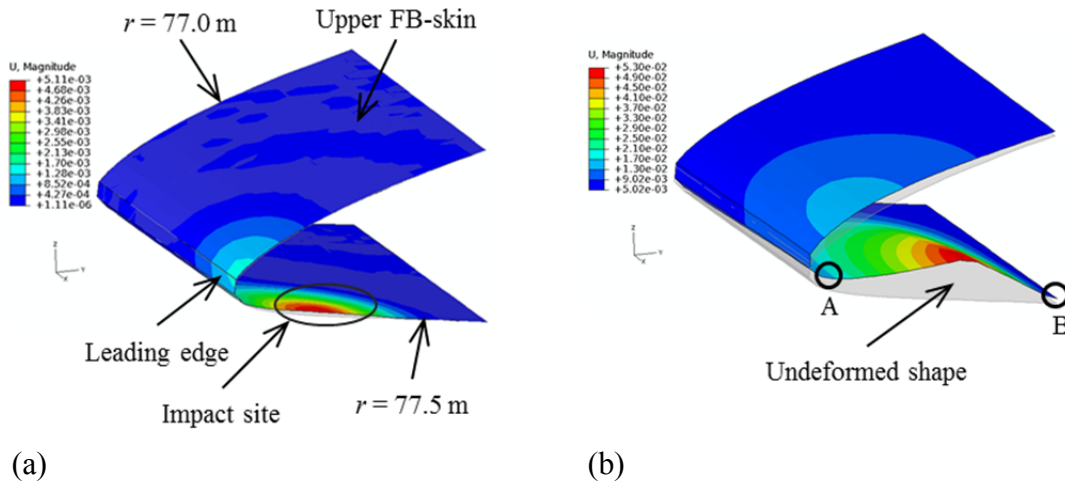 r = 77.0 m
Upper FB-skin
U, Magnitude
+5.11e-03
+4.68e-03
+4.26e-03
+3.83e-03
+3.41e-03
+2.98e-03
+2.55e-03
+2.13e-03
+1.70e-03
+1.28e-03
+8.52e-04
+4.27e-04
+1.11e-06
z
Y
X
Leading edge
Impact site
r = 77.5 m
(a)
U, Magnitude
+5.30e-02
+4.90e-02
+4.50e-02
+4.10e-02
+3.70e-02
+3.30e-02
+2.90e-02
+2.50e-02
+2.10e-02
+1.70e-02
+1.30e-02
+9.02e-03
+5.02e-03
z
Y
X
A
B
Undeformed shape
(b)